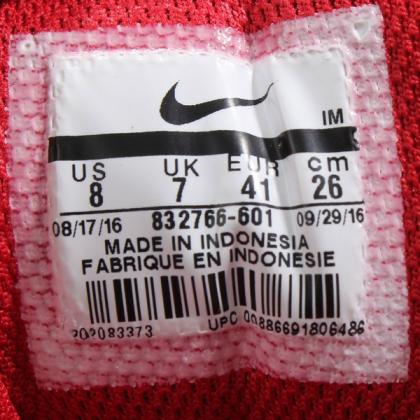 IM
US UK EUR cm
8 7 41 26
08/17/16 832766-601 09/29/16
MADE IN INDONESIA
FABRIQUE EN INDONESIE
202083373 UPC 00886691806486